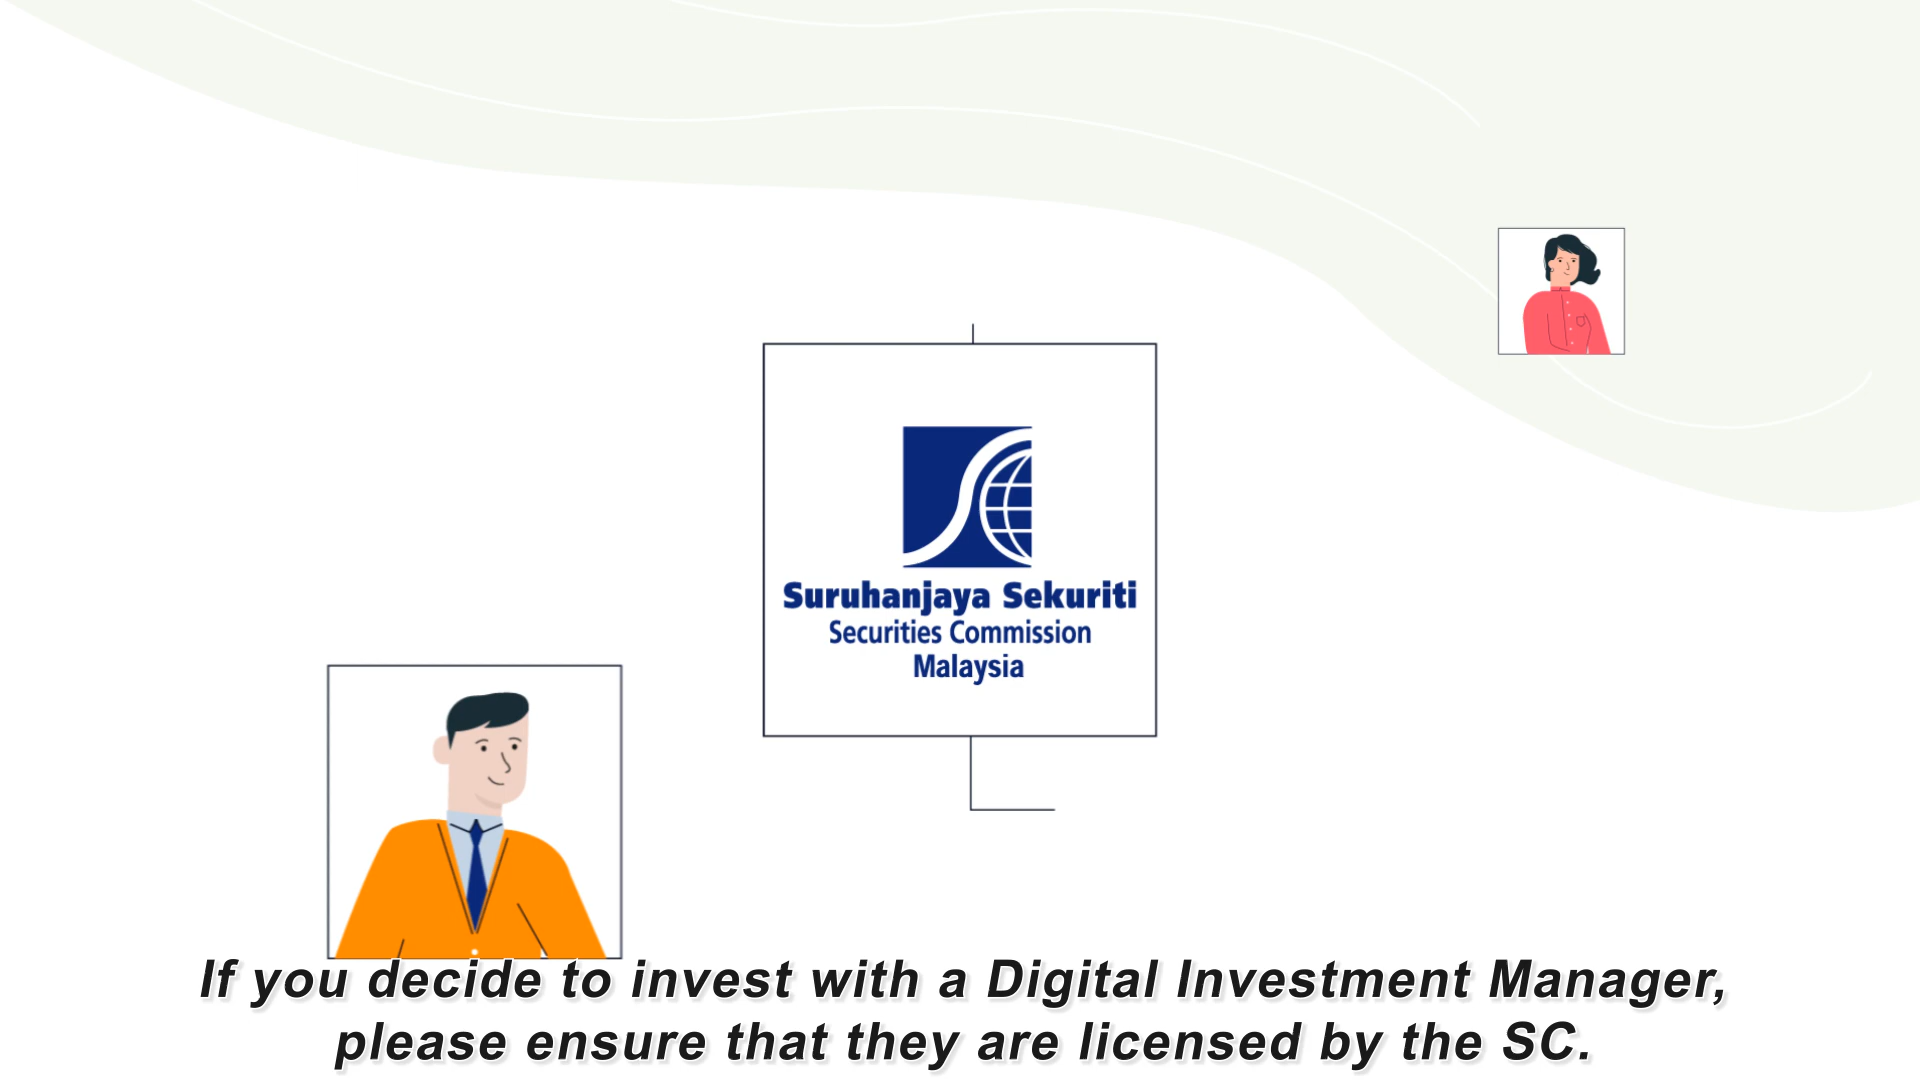 Suruhanjaya Sekuriti
Securities Commission
Malaysia
If you decide to invest with a Digital Investment Manager,
please ensure that they are licensed by the SC.